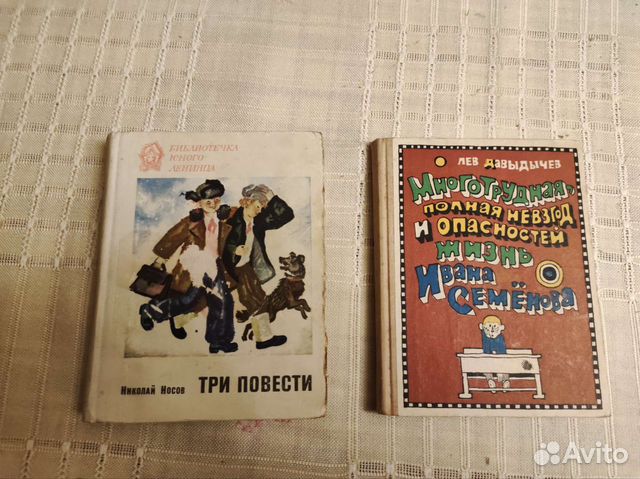 БИБЛИОТЕЧКА
ЮНОГО
ЛЕНИНЦА
Николай Носов ТРИ ПОВЕСТИ
ЛЕВ ДАВЫДЫЧЕВ
МНОГОТРУДНАЯ,
ПОЛНАЯ НЕВЗГОД
И ОПАСНОСТЕЙ
ЖИЗНЬ
ИВАНА
СЕМЁНОВА
Avito